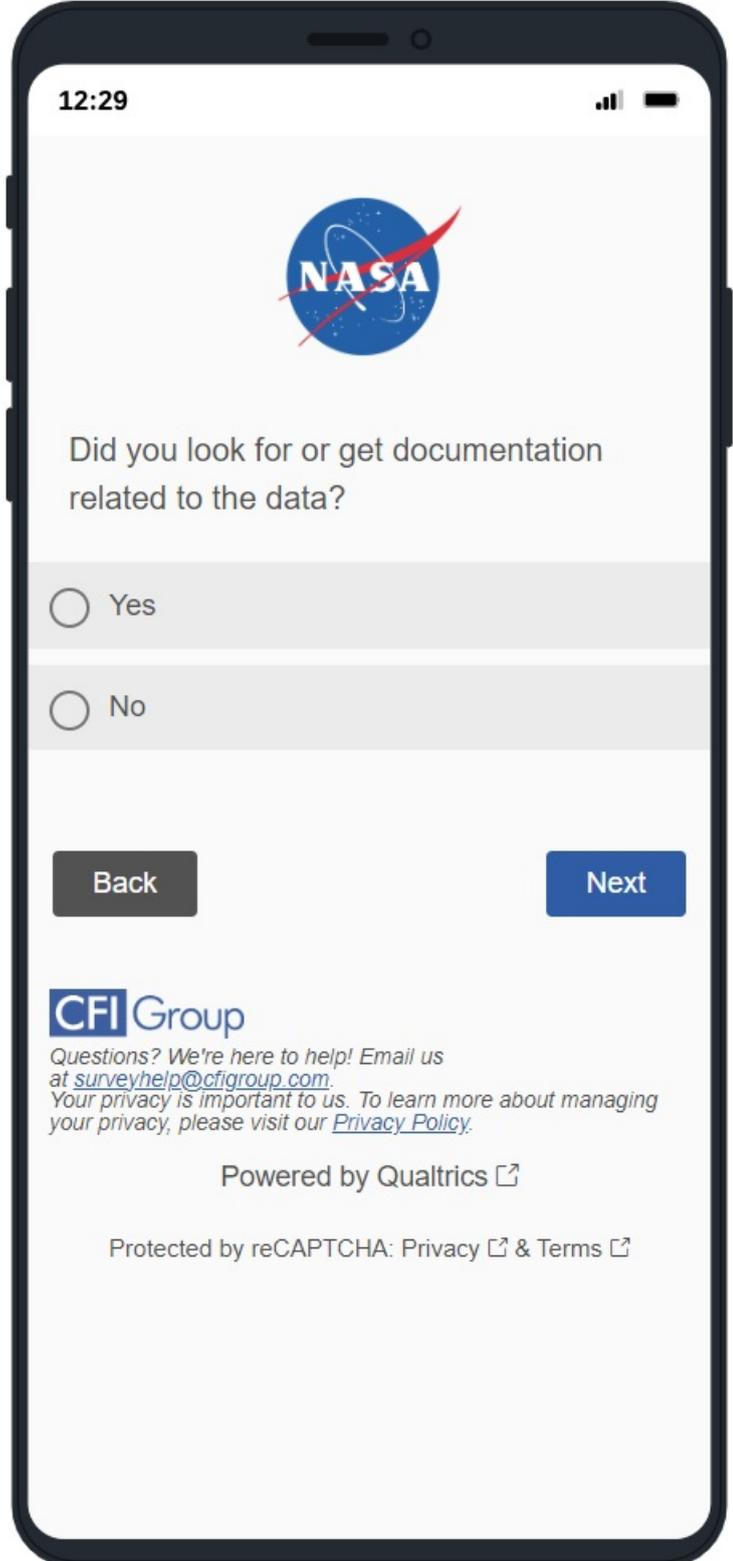 12:29
NASA
Did you look for or get documentation
related to the data?
Yes
No
Back
Next
CFI Group
Questions? We're here to help! Email us
at surveyhelp@cfigroup.com.
Your privacy is important to us. To learn more about managing
your privacy, please visit our Privacy Policy.
Powered by Qualtrics
Protected by reCAPTCHA: Privacy & Terms